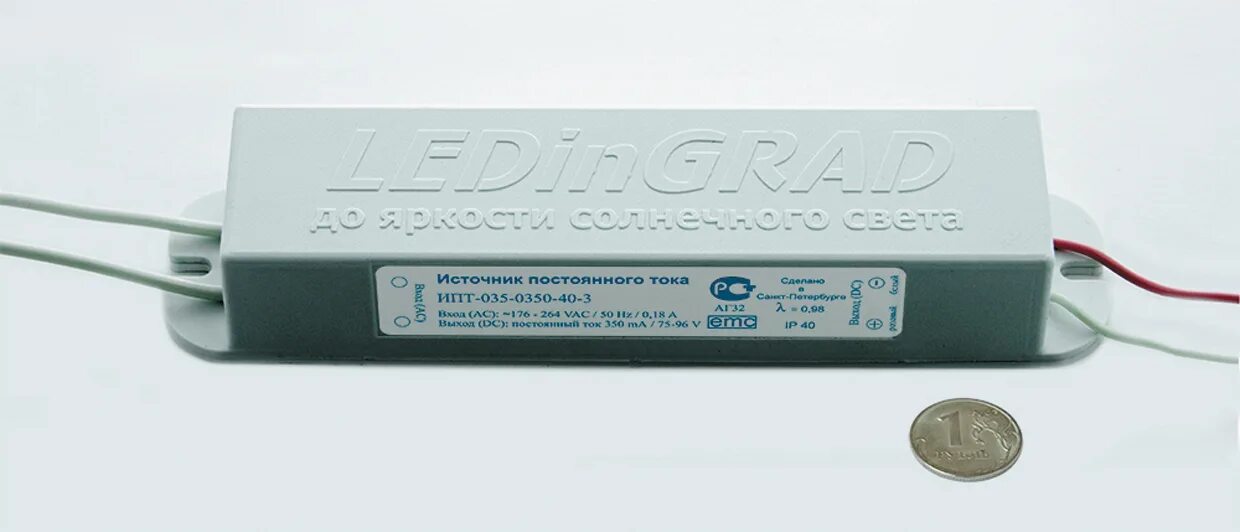 LEDinGRAD
до яркости солнечного света
Вход (AC)
Источник постоянного тока
ИПТ-035-0350-40-3
Вход (AC): ~176 - 264 VAC / 50 Hz / 0,18 A
Выход (DC): постоянный ток 350 mA / 75-96 V
РС
АГ32
emc
Сделано
в
Санкт-Петербурге
λ = 0,98
IP 40
Выход (DC)
белый
розовый
1
РУБЛЬ